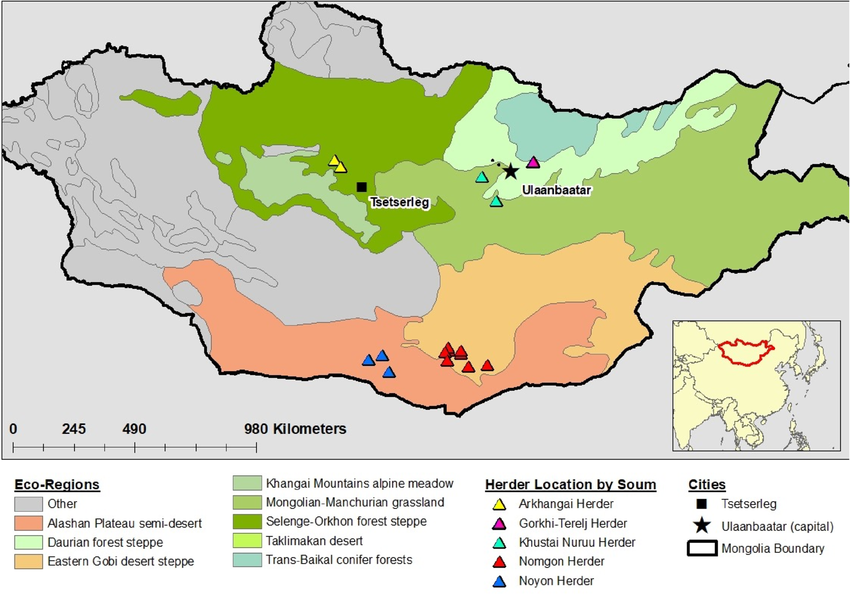 Tsetserleg
Ulaanbaatar
0 245 490 980 Kilometers
Eco-Regions
Other
Alashan Plateau semi-desert
Daurian forest steppe
Eastern Gobi desert steppe
Khangai Mountains alpine meadow
Mongolian-Manchurian grassland
Selenge-Orkhon forest steppe
Taklimakan desert
Trans-Baikal conifer forests
Herder Location by Soum
Arkhangai Herder
Gorkhi-Terelj Herder
Khustai Nuruu Herder
Nomgon Herder
Noyon Herder
Cities
Tsetserleg
Ulaanbaatar (capital)
Mongolia Boundary